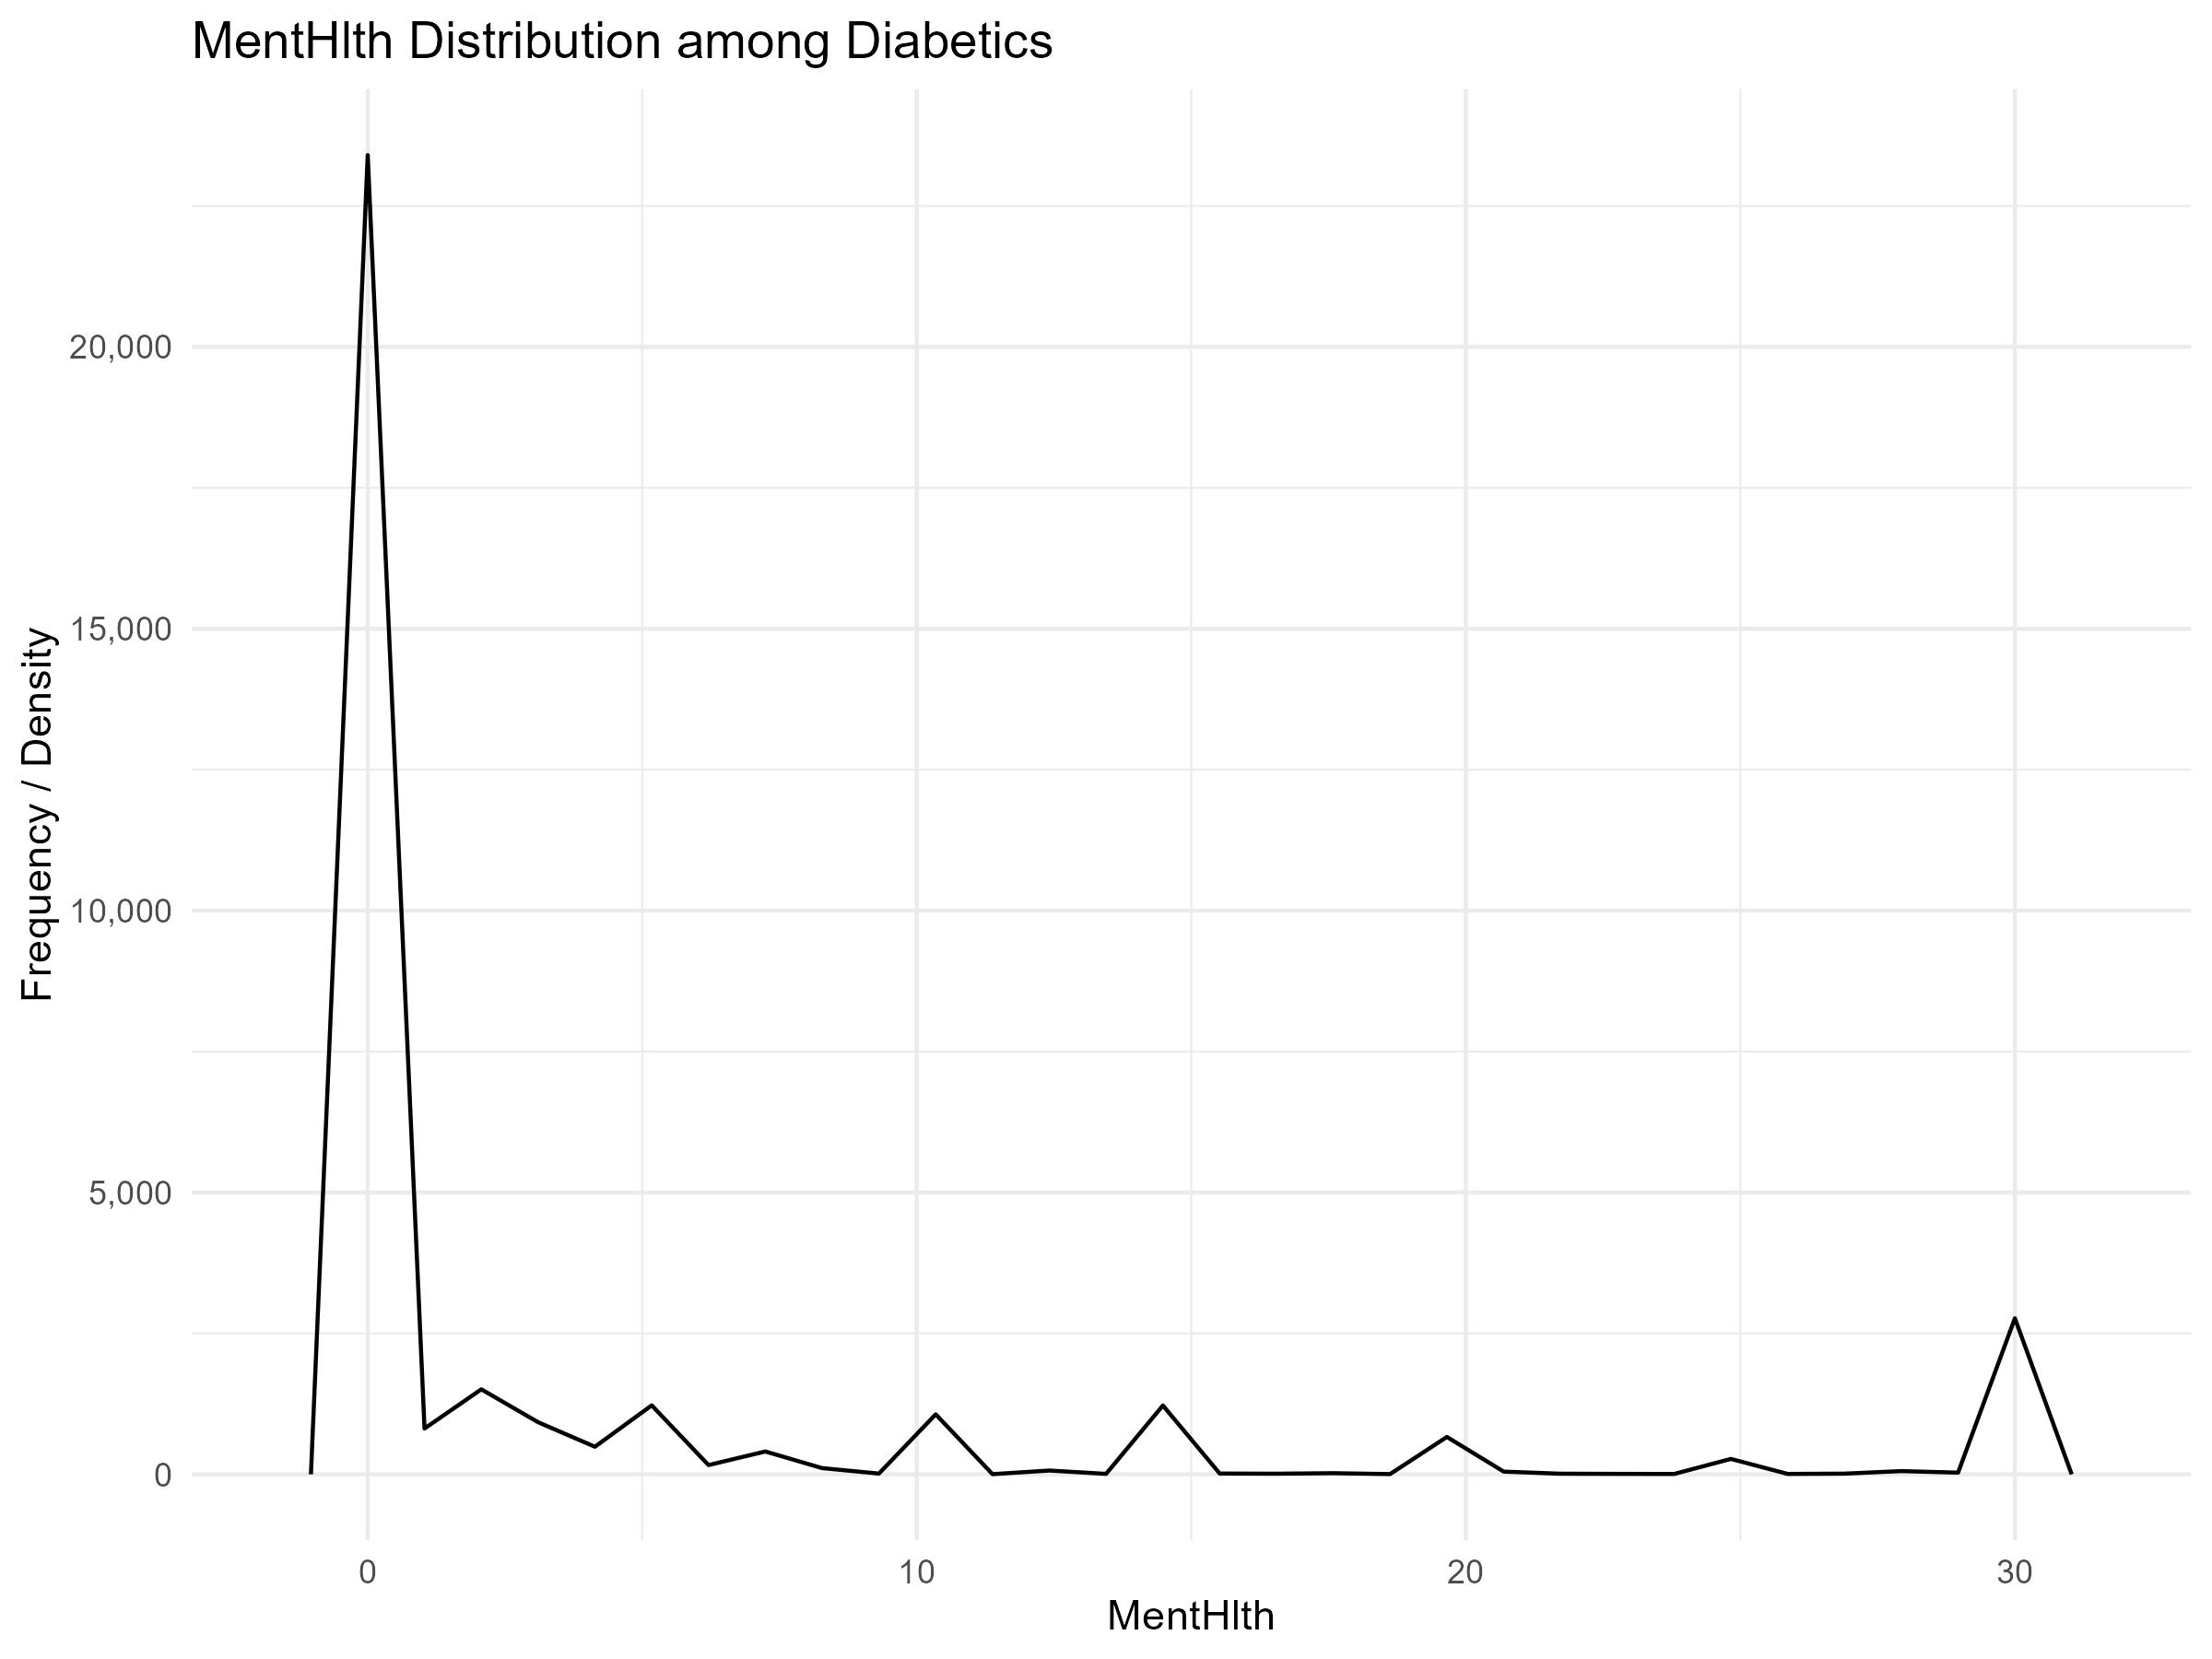 MentHlth Distribution among Diabetics
Frequency / Density
20,000
15,000
10,000
5,000
0
0 10 20 30
MentHlth